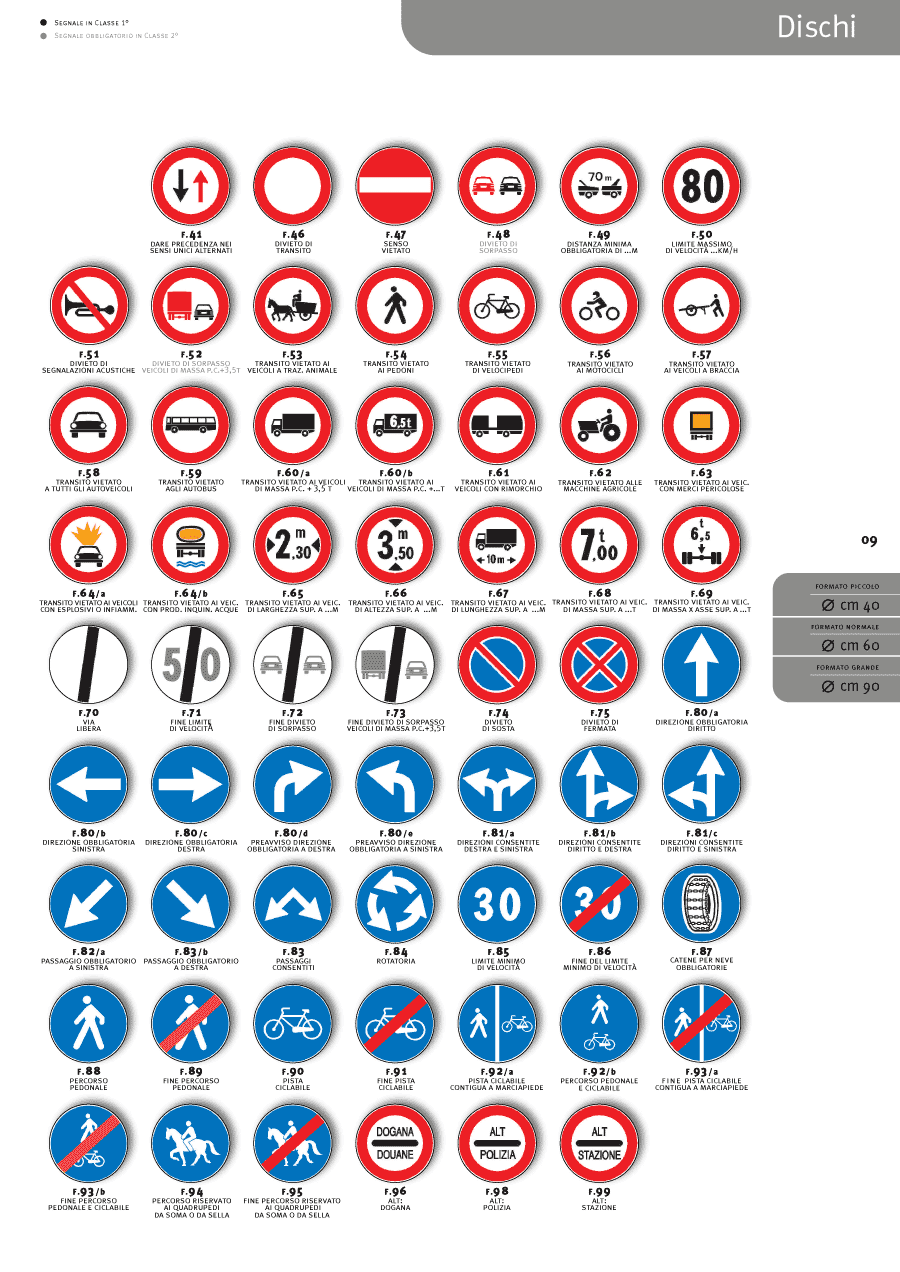 Segnale in Classe 1°
Segnale obbligatorio in Classe 2°
Dischi
70 m
80
f.41
dare precedenza nei
sensi unici alternati
f.46
divieto di
transito
f.47
senso
vietato
f.48
divieto di
sorpasso
f.49
distanza minima
obbligatoria di ...m
f.50
limite massimo
di velocità ...km/h
f.51
divieto di
segnalazioni acustiche
f.52
divieto di sorpasso
veicoli di massa p.c.+3,5t
f.53
transito vietato ai
veicoli a traz. animale
f.54
transito vietato
ai pedoni
f.55
transito vietato
di velocipedi
f.56
transito vietato
ai motocicli
f.57
transito vietato
ai veicoli a braccia
6,5 t
f.58
transito vietato
a tutti gli autoveicoli
f.59
transito vietato
agli autobus
f.60/a
transito vietato ai veicoli
di massa p.c. + 3,5 t
f.60/b
transito vietato ai
veicoli di massa p.c. +...t
f.61
transito vietato ai
veicoli con rimorchio
f.62
transito vietato alle
macchine agricole
f.63
transito vietato ai veic.
con merci pericolose
m
2,30
m
3,50
10 m
t
7,00
t
6,5
f.64/a
transito vietato ai veicoli
con esplosivi o infiamm.
f.64/b
transito vietato ai veic.
con prod. inquin. acque
f.65
transito vietato ai veic.
di larghezza sup. a ...m
f.66
transito vietato ai veic.
di altezza sup. a ...m
f.67
transito vietato ai veic.
di lunghezza sup. a ...m
f.68
transito vietato ai veic.
di massa sup. a ...t
f.69
transito vietato ai veic.
di massa x asse sup. a ...t
09
formato piccolo
Ø cm 40
formato normale
Ø cm 60
formato grande
Ø cm 90
50
f.70
via
libera
f.71
fine limite
di velocità
f.72
fine divieto
di sorpasso
f.73
fine divieto di sorpasso
veicoli di massa p.c.+3,5t
f.74
divieto
di sosta
f.75
divieto di
fermata
f.80/a
direzione obbligatoria
diritto
f.80/b
direzione obbligatoria
sinistra
f.80/c
direzione obbligatoria
destra
f.80/d
preavviso direzione
obbligatoria a destra
f.80/e
preavviso direzione
obbligatoria a sinistra
f.81/a
direzioni consentite
destra e sinistra
f.81/b
direzioni consentite
diritto e destra
f.81/c
direzioni consentite
diritto e sinistra
30
30
f.82/a
passaggio obbligatorio
a sinistra
f.83/b
passaggio obbligatorio
a destra
f.83
passaggi
consentiti
f.84
rotatoria
f.85
limite minimo
di velocità
f.86
fine del limite
minimo di velocità
f.87
catene per neve
obbligatorie
f.88
percorso
pedonale
f.89
fine percorso
pedonale
f.90
pista
ciclabile
f.91
fine pista
ciclabile
f.92/a
pista ciclabile
contigua a marciapiede
f.92/b
percorso pedonale
e ciclabile
f.93/a
fine pista ciclabile
contigua a marciapiede
DOGANA
DOUANE
ALT
POLIZIA
ALT
STAZIONE
f.93/b
fine percorso
pedonale e ciclabile
f.94
percorso riservato
ai quadrupedi
da soma o da sella
f.95
fine percorso riservato
ai quadrupedi
da soma o da sella
f.96
alt:
dogana
f.98
alt:
polizia
f.99
alt:
stazione